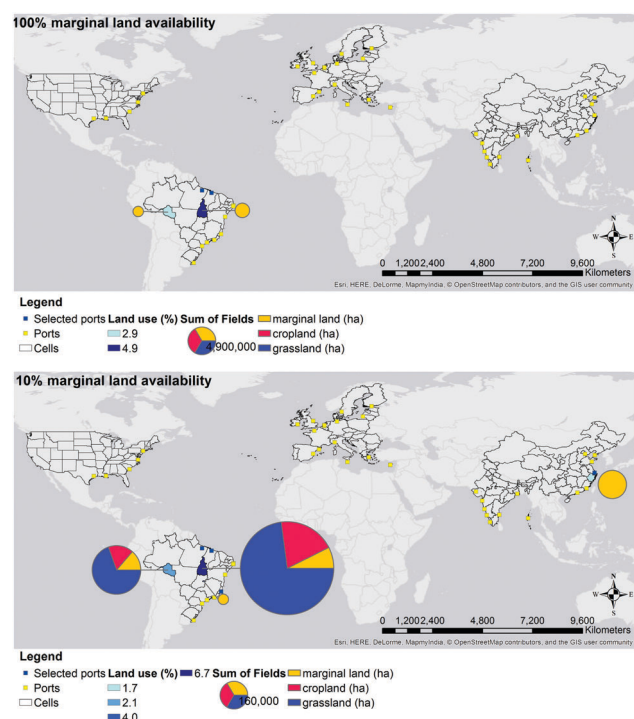 100% marginal land availability
N
W E
S
0 1,200 2,400 4,800 7,200 9,600
Kilometers
Esri, HERE, DeLorme, MapmyIndia, © OpenStreetMap contributors, and the GIS user community
Legend
Selected ports Land use (%) Sum of Fields marginal land (ha)
Ports 2.9 cropland (ha)
Cells 4.9 4,900,000 grassland (ha)
10% marginal land availability
N
W E
S
0 1,200 2,400 4,800 7,200 9,600
Kilometers
Esri, HERE, DeLorme, MapmyIndia, © OpenStreetMap contributors, and the GIS user community
Legend
Selected ports Land use (%) 6.7 Sum of Fields marginal land (ha)
Ports 1.7 cropland (ha)
Cells 2.1 160,000 grassland (ha)
4.0